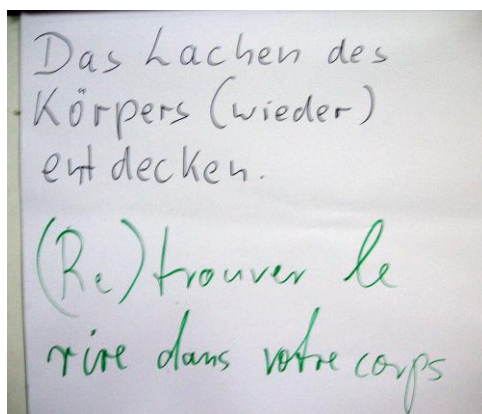 Das Lachen des
Körpers (wieder)
entdecken.
(Re)trouver le
rire dans votre corps